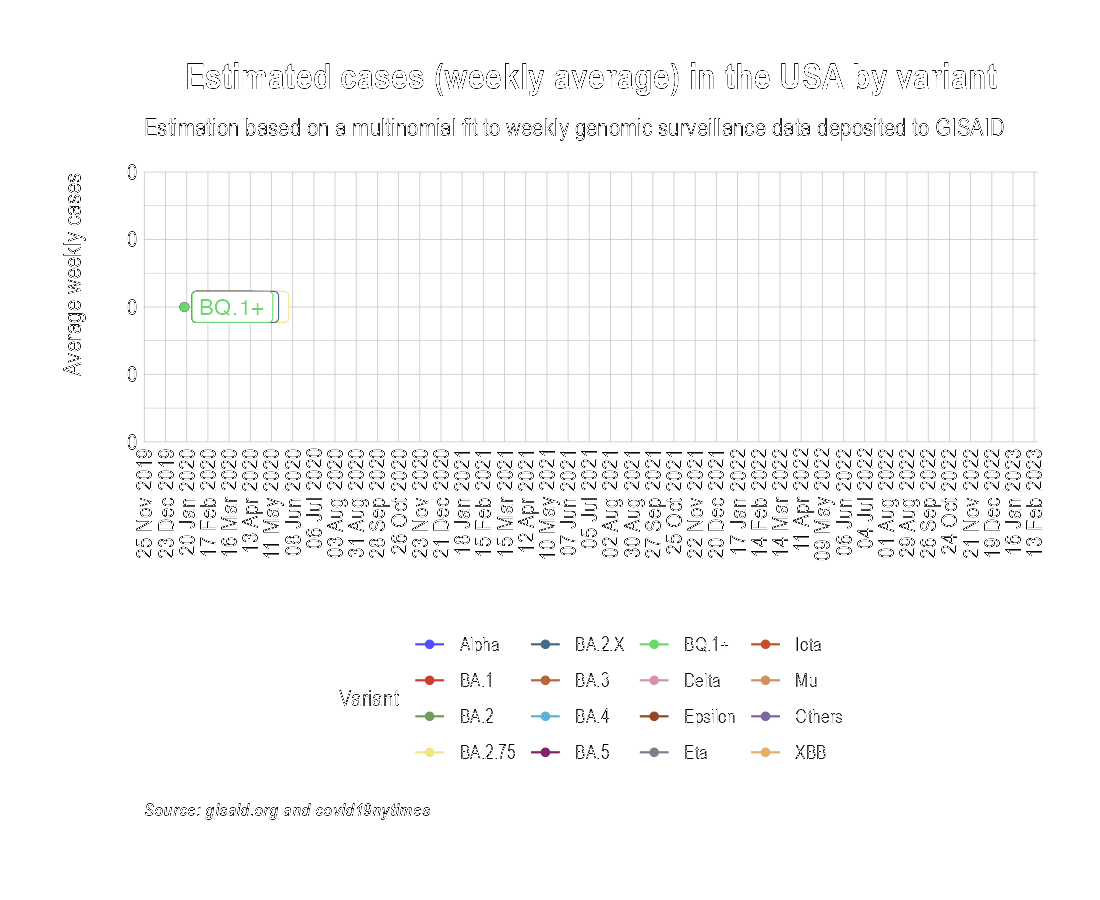 Estimated cases (weekly average) in the USA by variant
Estimation based on a multinomial fit to weekly genomic surveillance data deposited to GISAID
Average weekly cases
0
0
0
0
0
BQ.1+
25 Nov 2019
23 Dec 2019
20 Jan 2020
17 Feb 2020
16 Mar 2020
13 Apr 2020
11 May 2020
08 Jun 2020
06 Jul 2020
03 Aug 2020
31 Aug 2020
28 Sep 2020
26 Oct 2020
23 Nov 2020
21 Dec 2020
18 Jan 2021
15 Feb 2021
15 Mar 2021
12 Apr 2021
10 May 2021
07 Jun 2021
05 Jul 2021
02 Aug 2021
30 Aug 2021
27 Sep 2021
25 Oct 2021
22 Nov 2021
20 Dec 2021
17 Jan 2022
14 Feb 2022
14 Mar 2022
11 Apr 2022
09 May 2022
06 Jun 2022
04 Jul 2022
01 Aug 2022
29 Aug 2022
26 Sep 2022
24 Oct 2022
21 Nov 2022
19 Dec 2022
16 Jan 2023
13 Feb 2023
Variant
Alpha
BA.1
BA.2
BA.2.75
BA.2.X
BA.3
BA.4
BA.5
BQ.1+
Delta
Epsilon
Eta
Iota
Mu
Others
XBB
Source: gisaid.org and covid19nytimes